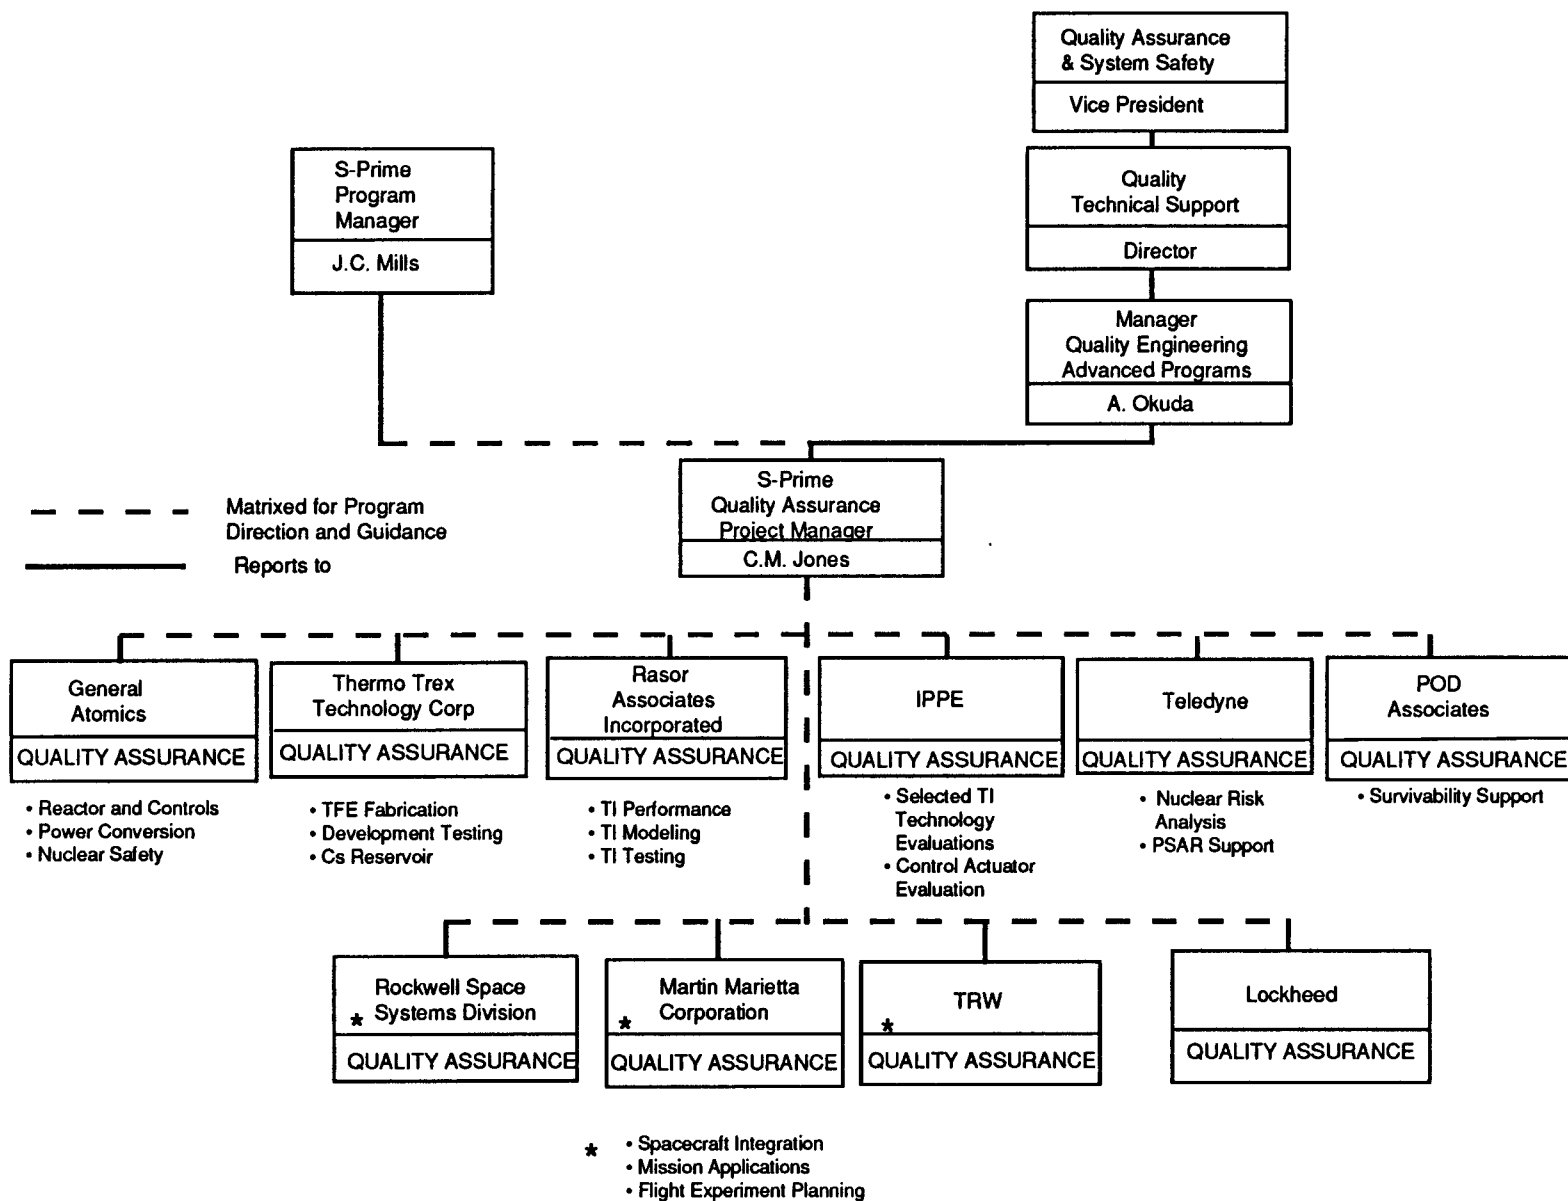 Quality Assurance
& System Safety
Vice President
S-Prime
Program
Manager
J.C. Mills
Quality
Technical Support
Director
Manager
Quality Engineering
Advanced Programs
A. Okuda
S-Prime
Quality Assurance
Project Manager
C.M. Jones
Matrixed for Program
Direction and Guidance
Reports to
General
Atomics
QUALITY ASSURANCE
• Reactor and Controls
• Power Conversion
• Nuclear Safety
Thermo Trex
Technology Corp
QUALITY ASSURANCE
• TFE Fabrication
• Development Testing
• Cs Reservoir
Rasor
Associates
Incorporated
QUALITY ASSURANCE
• TI Performance
• TI Modeling
• TI Testing
IPPE
QUALITY ASSURANCE
• Selected TI
Technology
Evaluations
• Control Actuator
Evaluation
Teledyne
QUALITY ASSURANCE
• Nuclear Risk
Analysis
• PSAR Support
POD
Associates
QUALITY ASSURANCE
• Survivability Support
Rockwell Space
* Systems Division
QUALITY ASSURANCE
Martin Marietta
* Corporation
QUALITY ASSURANCE
TRW
*
QUALITY ASSURANCE
Lockheed
QUALITY ASSURANCE
* • Spacecraft Integration
• Mission Applications
• Flight Experiment Planning